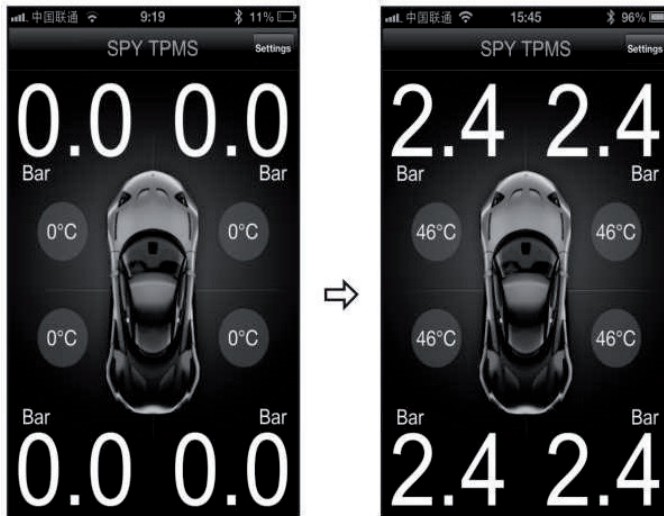 中国联通 9:19 11%
SPY TPMS Settings
0.0 0.0
Bar Bar
0°C 0°C
0°C 0°C
Bar Bar
0.0 0.0
中国联通 15:45 96%
SPY TPMS Settings
2.4 2.4
Bar Bar
46°C 46°C
46°C 46°C
Bar Bar
2.4 2.4